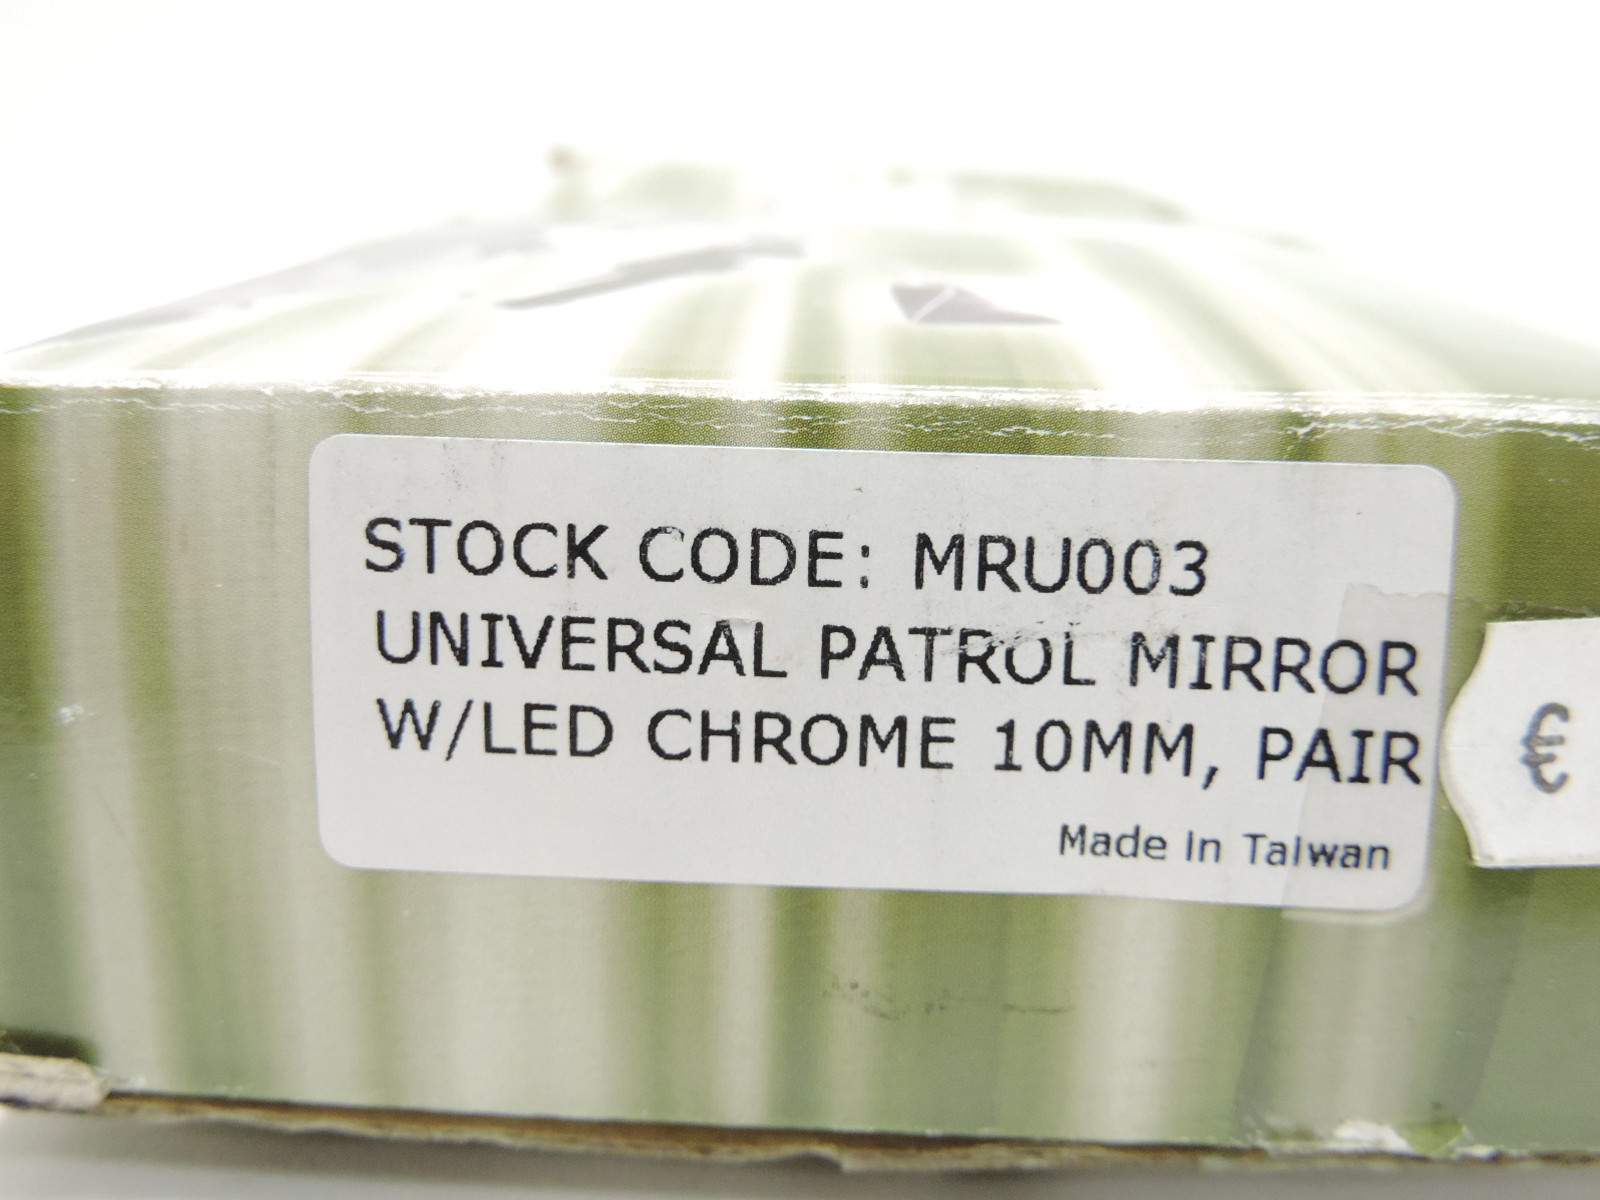 STOCK CODE: MRU003
UNIVERSAL PATROL MIRROR
W/LED CHROME 10MM, PAIR
€
Made In Taiwan